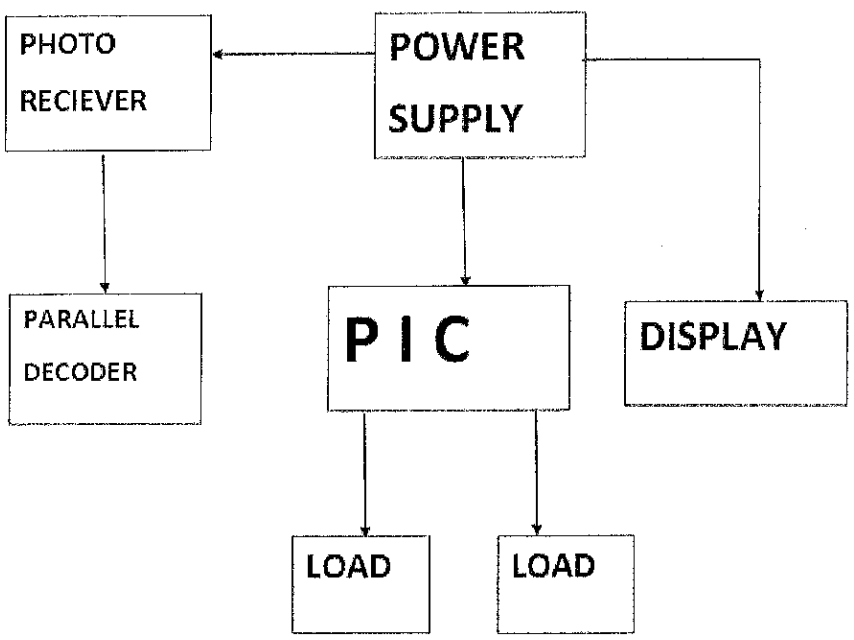 PHOTO
RECIEVER
POWER
SUPPLY
PARALLEL
DECODER
P I C
DISPLAY
LOAD
LOAD